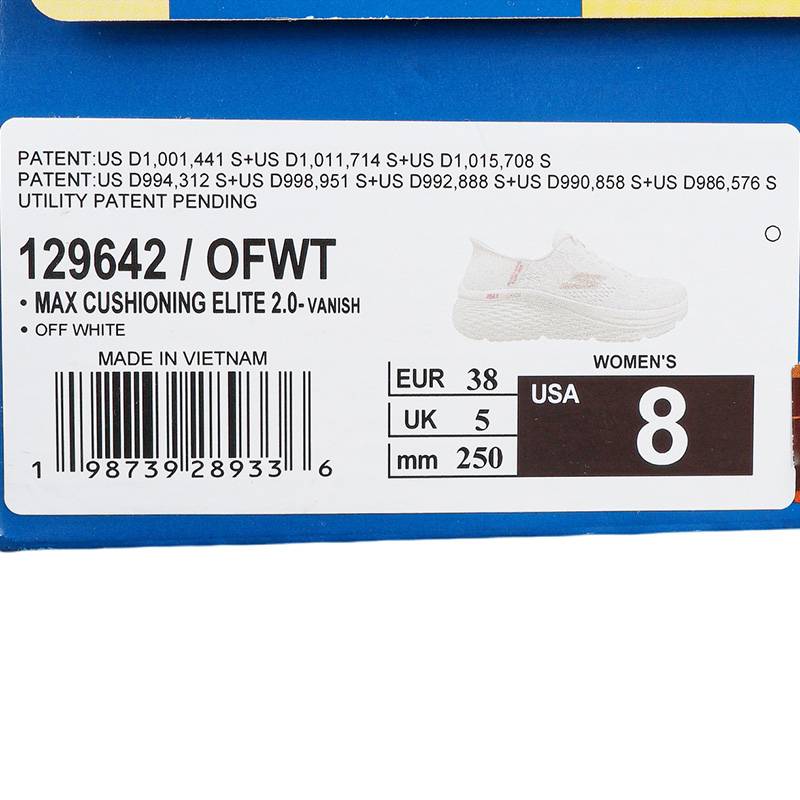 PATENT:US D1,001,441 S+US D1,011,714 S+US D1,015,708 S
PATENT:US D994,312 S+US D998,951 S+US D992,888 S+US D990,858 S+US D986,576 S
UTILITY PATENT PENDING
129642 / OFWT
• MAX CUSHIONING ELITE 2.0- VANISH
• OFF WHITE
MADE IN VIETNAM
1 98739 28933 6
EUR 38
UK 5
mm 250
WOMEN'S
USA 8